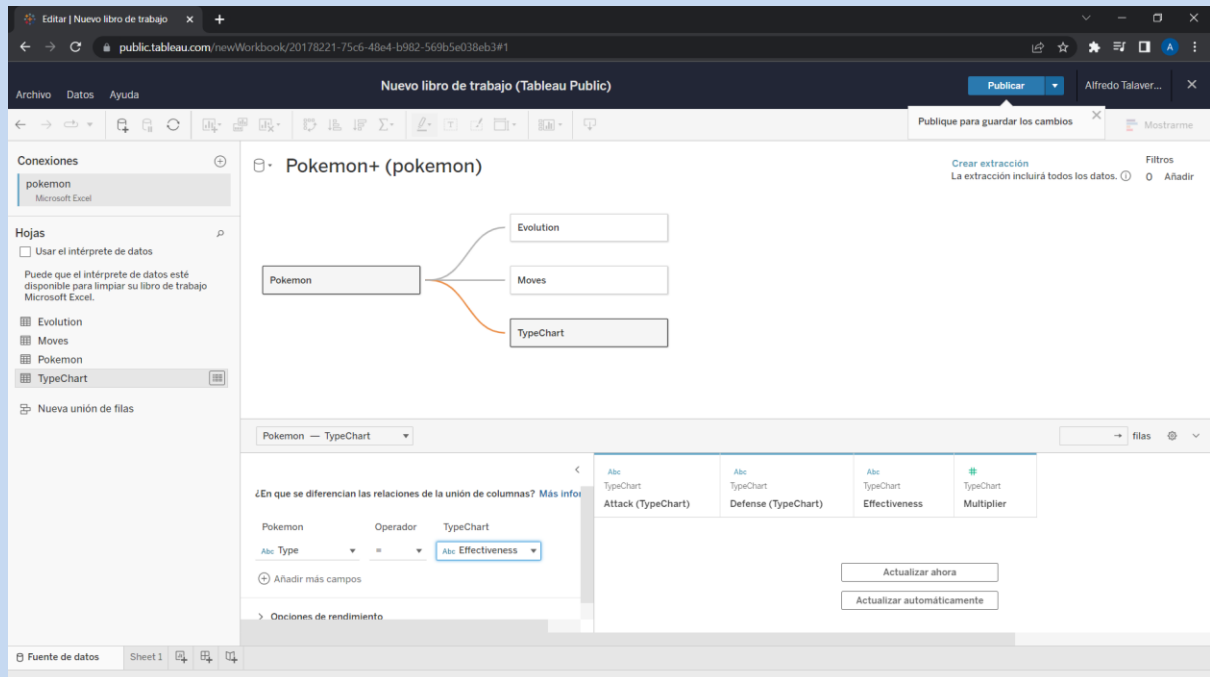 Editar | Nuevo libro de trabajo
public.tableau.com/newWorkbook/20178221-75c6-48e4-b982-569b5e038eb3#1
A
Archivo Datos Ayuda
Nuevo libro de trabajo (Tableau Public)
Publicar
Alfredo Talaver...
Publique para guardar los cambios
Mostrarme
Conexiones
pokemon
Microsoft Excel
Hojas
Usar el intérprete de datos
Puede que el intérprete de datos esté
disponible para limpiar su libro de trabajo
Microsoft Excel.
Evolution
Moves
Pokemon
TypeChart
Nueva unión de filas
Pokemon+ (pokemon)
Crear extracción
La extracción incluirá todos los datos.
Filtros
0 Añadir
Evolution
Pokemon
Moves
TypeChart
Pokemon — TypeChart
filas
¿En que se diferencian las relaciones de la unión de columnas? Más infor
Pokemon Operador TypeChart
Abc Type = Abc Effectiveness
Añadir más campos
Opciones de rendimiento
Abc Abc Abc #
TypeChart TypeChart TypeChart TypeChart
Attack (TypeChart) Defense (TypeChart) Effectiveness Multiplier
Actualizar ahora
Actualizar automáticamente
Fuente de datos Sheet 1